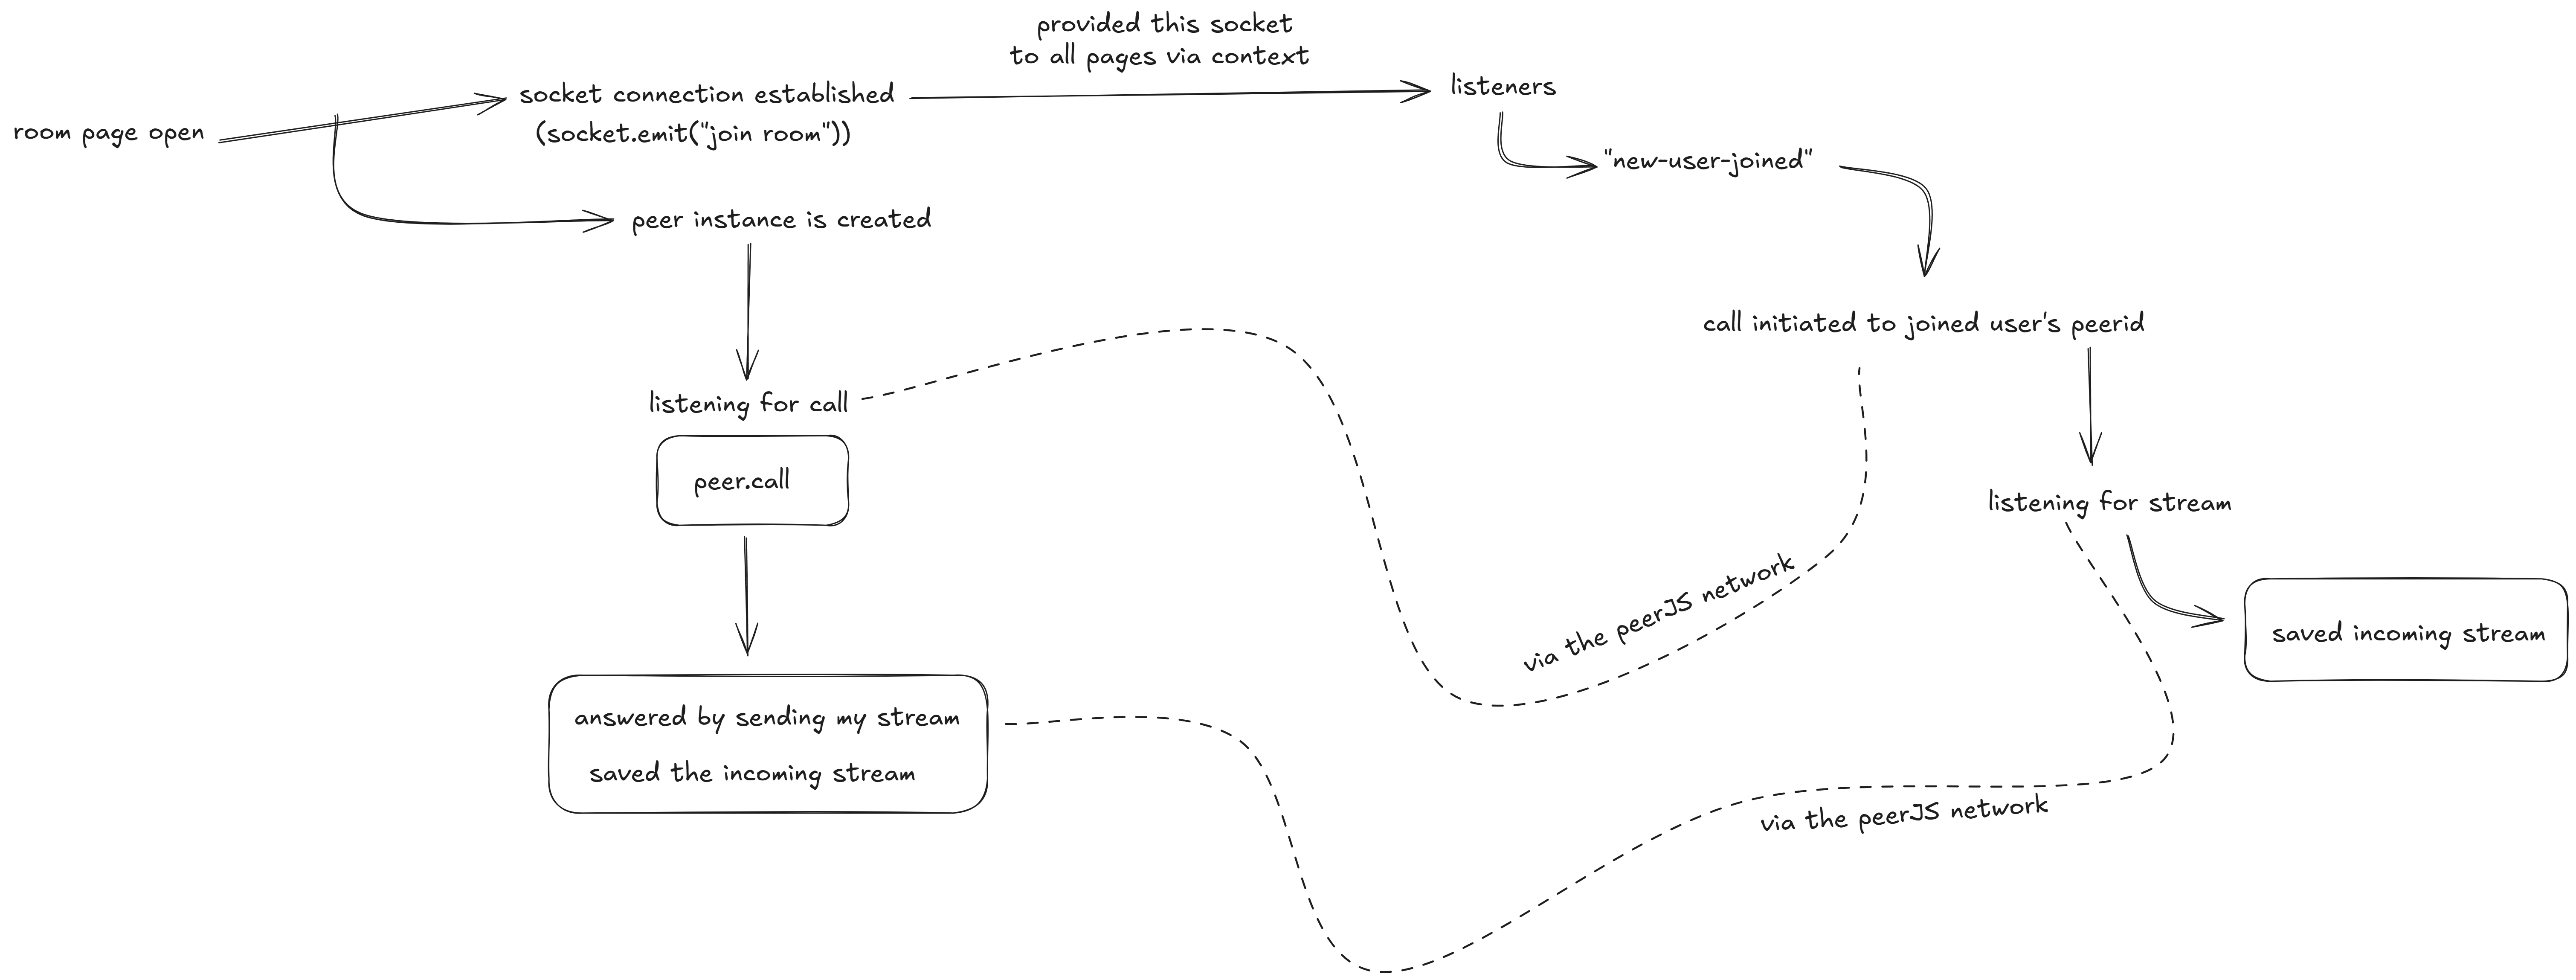 provided this socket
to all pages via context
room page open
socket connection established
(socket.emit("join room"))
listeners
"new-user-joined"
peer instance is created
call initiated to joined user's peerid
listening for call
peer.call
listening for stream
via the peerJS network
saved incoming stream
answered by sending my stream
saved the incoming stream
via the peerJS network